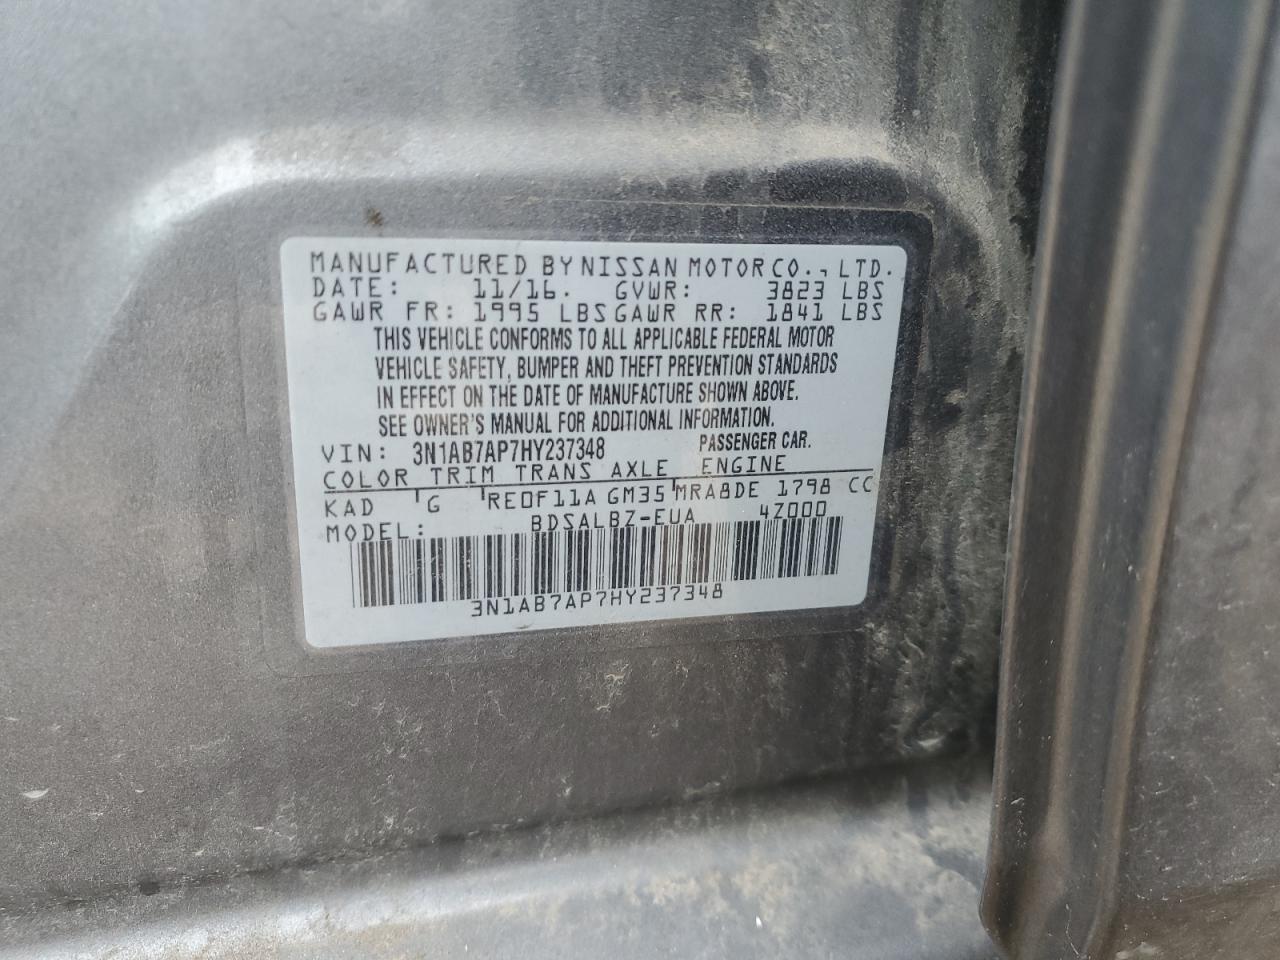 MANUFACTURED BY NISSAN MOTOR CO., LTD.
DATE: 11/16. GVWR: 3823 LBS
GAWR FR: 1995 LBS GAWR RR: 1841 LBS
THIS VEHICLE CONFORMS TO ALL APPLICABLE FEDERAL MOTOR
VEHICLE SAFETY, BUMPER AND THEFT PREVENTION STANDARDS
IN EFFECT ON THE DATE OF MANUFACTURE SHOWN ABOVE.
SEE OWNER'S MANUAL FOR ADDITIONAL INFORMATION.
VIN: 3N1AB7AP7HY237348 PASSENGER CAR.
COLOR TRIM TRANS AXLE ENGINE
KAD G RE0F11A GM35 MRA8DE 1798 CC
MODEL: BDSALBZ-EUA 4Z000
3N1AB7AP7HY237348